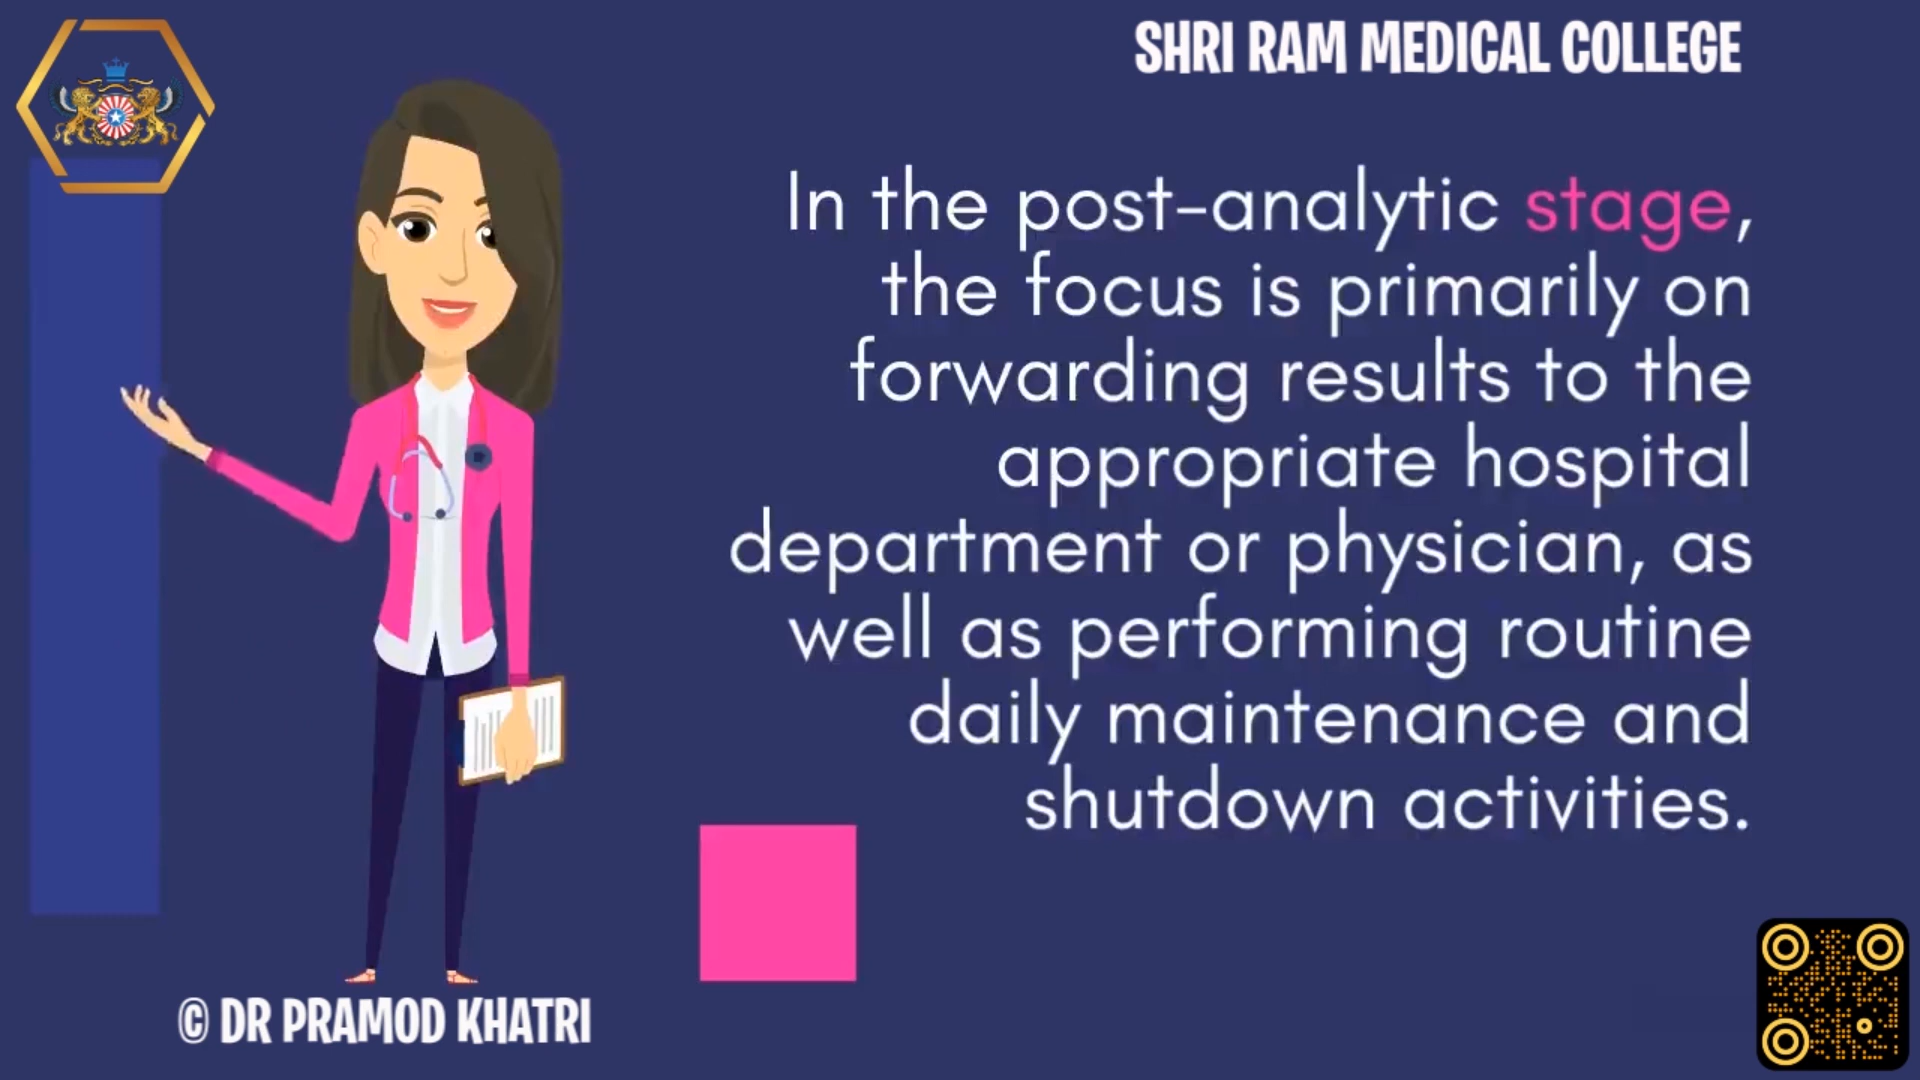 SHRI RAM MEDICAL COLLEGE
In the post-analytic stage,
the focus is primarily on
forwarding results to the
appropriate hospital
department or physician, as
well as performing routine
daily maintenance and
shutdown activities.
© DR PRAMOD KHATRI